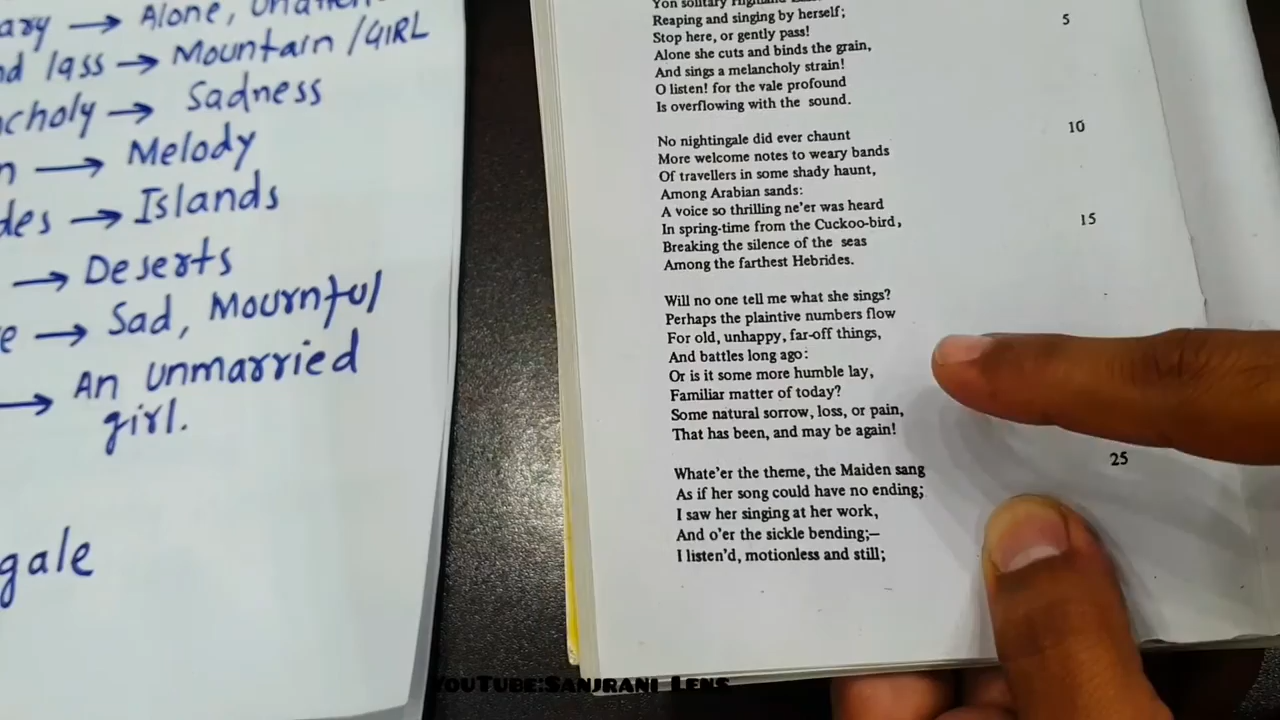 Alone,
lass → Mountain / GIRL
→ Sadness
→ Melody
→ Islands
→ Deserts
→ Sad, Mournful
→ An unmarried
girl.
gale
Yon solitary Highland
Reaping and singing by herself; 5
Stop here, or gently pass!
Alone she cuts and binds the grain,
And sings a melancholy strain!
O listen! for the vale profound
Is overflowing with the sound.
No nightingale did ever chaunt 10
More welcome notes to weary bands
Of travellers in some shady haunt,
Among Arabian sands:
A voice so thrilling ne'er was heard
In spring-time from the Cuckoo-bird, 15
Breaking the silence of the seas
Among the farthest Hebrides.
Will no one tell me what she sings?
Perhaps the plaintive numbers flow
For old, unhappy, far-off things,
And battles long ago:
Or is it some more humble lay,
Familiar matter of today?
Some natural sorrow, loss, or pain,
That has been, and may be again!
Whate'er the theme, the Maiden sang 25
As if her song could have no ending;
I saw her singing at her work,
And o'er the sickle bending;—
I listen'd, motionless and still;
YouTube:Sanjrani Lens